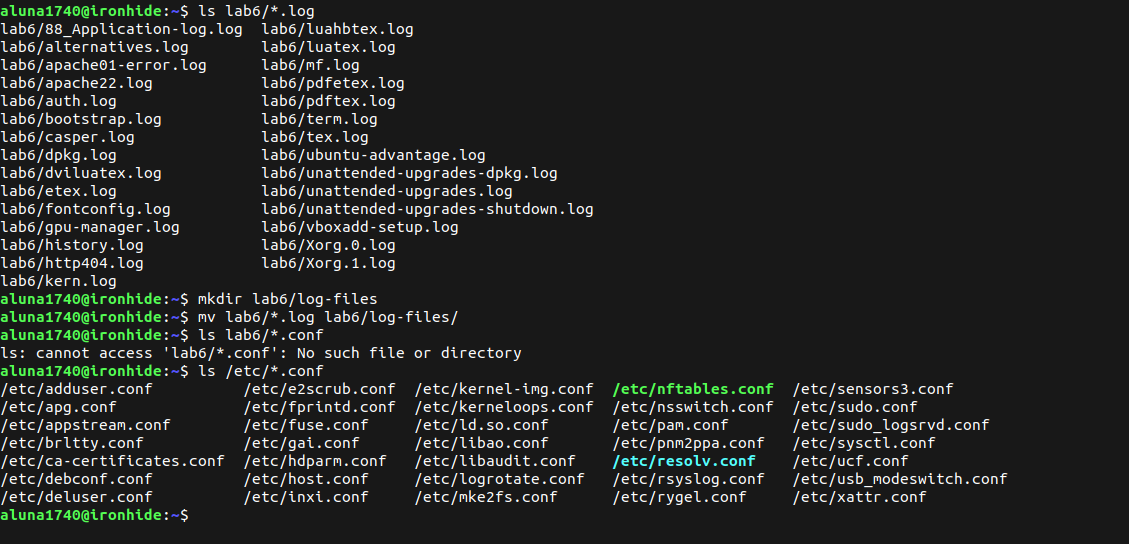 aluna1740@ironhide:~$ ls lab6/*.log
lab6/88_Application-log.log  lab6/luahbtex.log
lab6/alternatives.log        lab6/luatex.log
lab6/apache01-error.log      lab6/mf.log
lab6/apache22.log            lab6/pdfetex.log
lab6/auth.log                lab6/pdftex.log
lab6/bootstrap.log           lab6/term.log
lab6/casper.log              lab6/tex.log
lab6/dpkg.log                lab6/ubuntu-advantage.log
lab6/dviluatex.log           lab6/unattended-upgrades-dpkg.log
lab6/etex.log                lab6/unattended-upgrades.log
lab6/fontconfig.log          lab6/unattended-upgrades-shutdown.log
lab6/gpu-manager.log         lab6/vboxadd-setup.log
lab6/history.log             lab6/Xorg.0.log
lab6/http404.log             lab6/Xorg.1.log
lab6/kern.log
aluna1740@ironhide:~$ mkdir lab6/log-files
aluna1740@ironhide:~$ mv lab6/*.log lab6/log-files/
aluna1740@ironhide:~$ ls lab6/*.conf
ls: cannot access 'lab6/*.conf': No such file or directory
aluna1740@ironhide:~$ ls /etc/*.conf
/etc/adduser.conf          /etc/e2scrub.conf  /etc/kernel-img.conf  /etc/nftables.conf  /etc/sensors3.conf
/etc/apg.conf              /etc/fprintd.conf  /etc/kerneloops.conf  /etc/nsswitch.conf  /etc/sudo.conf
/etc/appstream.conf        /etc/fuse.conf     /etc/ld.so.conf       /etc/pam.conf       /etc/sudo_logsrvd.conf
/etc/brltty.conf           /etc/gai.conf      /etc/libao.conf       /etc/pnm2ppa.conf   /etc/sysctl.conf
/etc/ca-certificates.conf  /etc/hdparm.conf   /etc/libaudit.conf    /etc/resolv.conf    /etc/ucf.conf
/etc/debconf.conf          /etc/host.conf     /etc/logrotate.conf   /etc/rsyslog.conf   /etc/usb_modeswitch.conf
/etc/deluser.conf          /etc/inxi.conf     /etc/mke2fs.conf      /etc/rygel.conf     /etc/xattr.conf
aluna1740@ironhide:~$